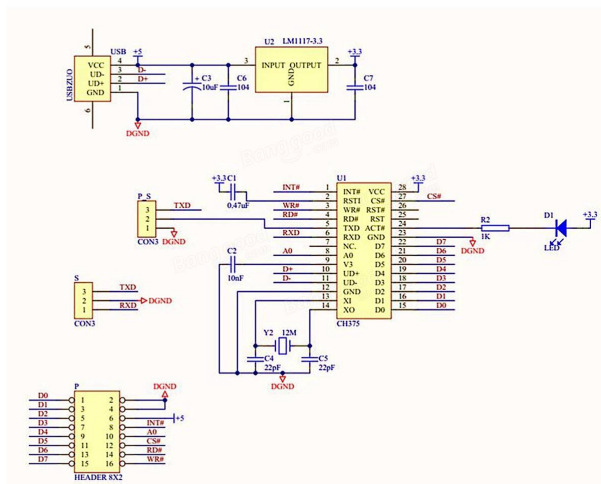 5
USB
USBZUO
VCC 4 +5
UD- 3 D-
UD+ 2 D+
GND 1
6
DGND
C3
10uF
C6
104
U2 LM1117-3.3
3 INPUT OUTPUT 2
GND
1
+3.3
C7
104
+3.3 C1
0.47uF
P_S
3 TXD
2
1
CON3
DGND
U1
INT# 1 INT# VCC 28 +3.3
2 RST1 CS# 27 CS#
WR# 3 WR# RST# 26
RD# 4 RD# RST 25
5 TXD ACT# 24
RXD 6 RXD GND 23 DGND
7 NC. D7 22 D7
A0 8 A0 D6 21 D6
9 V3 D5 20 D5
D+ 10 UD+ D4 19 D4
D- 11 UD- D3 18 D3
12 GND D2 17 D2
13 XI D1 16 D1
14 XO D0 15 D0
CH375
R2
1K
D1
LED
+3.3
C2
10nF
S
3 TXD
2 DGND
1 RXD
CON3
Y2 12M
C4
22pF
C5
22pF
DGND
P
DGND
D0 1 2
D1 3 4
D2 5 6 +5
D3 7 8 INT#
D4 9 10 A0
D5 11 12 CS#
D6 13 14 RD#
D7 15 16 WR#
HEADER 8X2